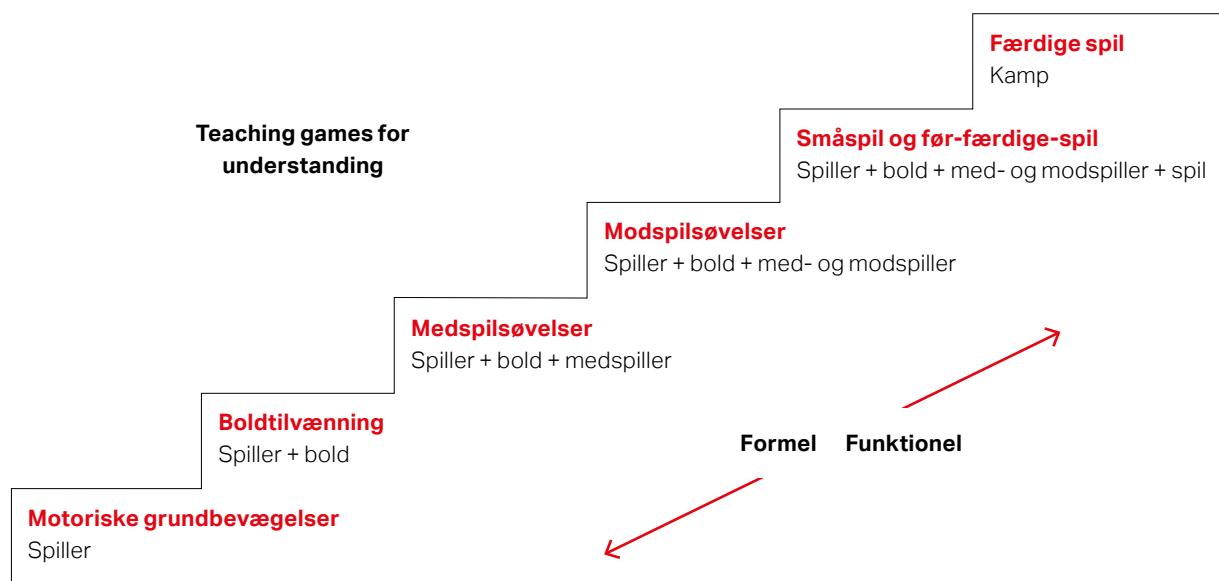 Færdige spil
Kamp
Teaching games for
understanding
Småspil og før-færdige-spil
Spiller + bold + med- og modspiller + spil
Modspilsøvelser
Spiller + bold + med- og modspiller
Medspilsøvelser
Spiller + bold + medspiller
Boldtilvænning
Spiller + bold
Formel Funktionel
Motoriske grundbevægelser
Spiller